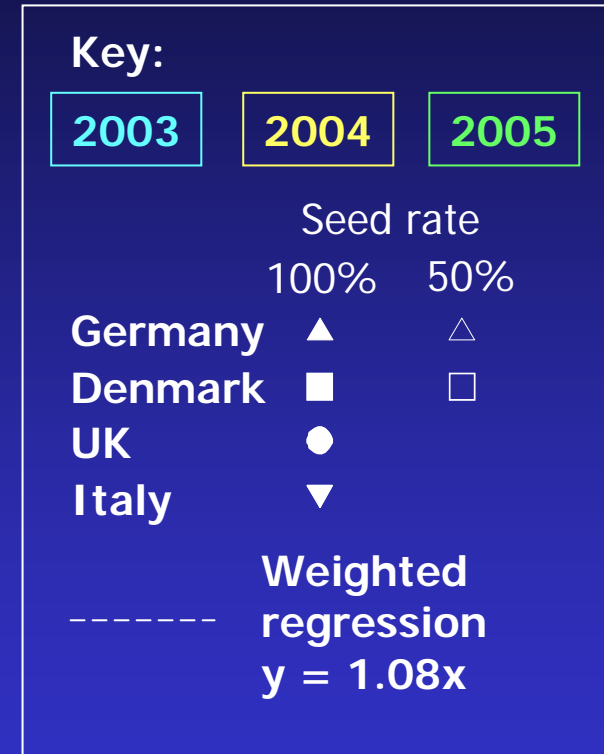 Key:
2003 2004 2005
Seed rate
100% 50%
Germany
Denmark
UK
Italy
Weighted
regression
y = 1.08x